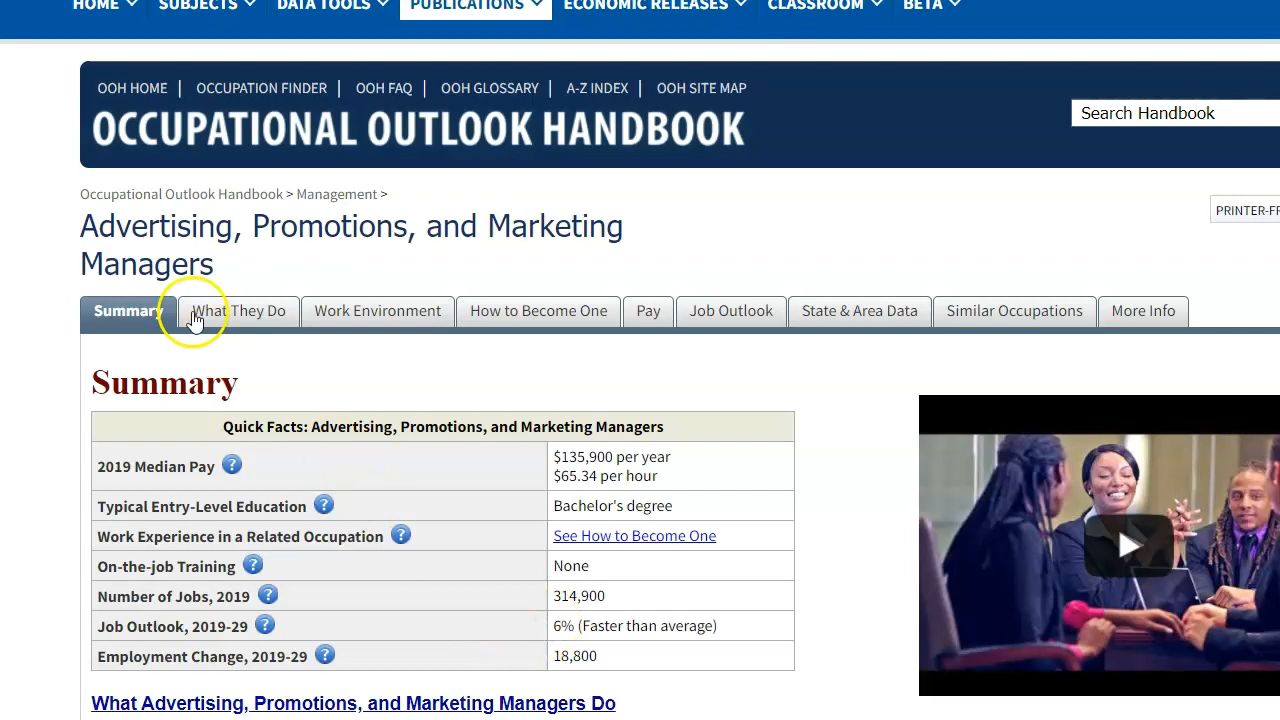 HOME SUBJECTS DATA TOOLS PUBLICATIONS ECONOMIC RELEASES CLASSROOM BETA
OOH HOME | OCCUPATION FINDER | OOH FAQ | OOH GLOSSARY | A-Z INDEX | OOH SITE MAP
OCCUPATIONAL OUTLOOK HANDBOOK
Search Handbook
Occupational Outlook Handbook > Management >
PRINTER-FR
Advertising, Promotions, and Marketing
Managers
Summary What They Do Work Environment How to Become One Pay Job Outlook State & Area Data Similar Occupations More Info
Summary
Quick Facts: Advertising, Promotions, and Marketing Managers
2019 Median Pay ? $135,900 per year
$65.34 per hour
Typical Entry-Level Education ? Bachelor's degree
Work Experience in a Related Occupation ? See How to Become One
On-the-job Training ? None
Number of Jobs, 2019 ? 314,900
Job Outlook, 2019-29 ? 6% (Faster than average)
Employment Change, 2019-29 ? 18,800
What Advertising, Promotions, and Marketing Managers Do